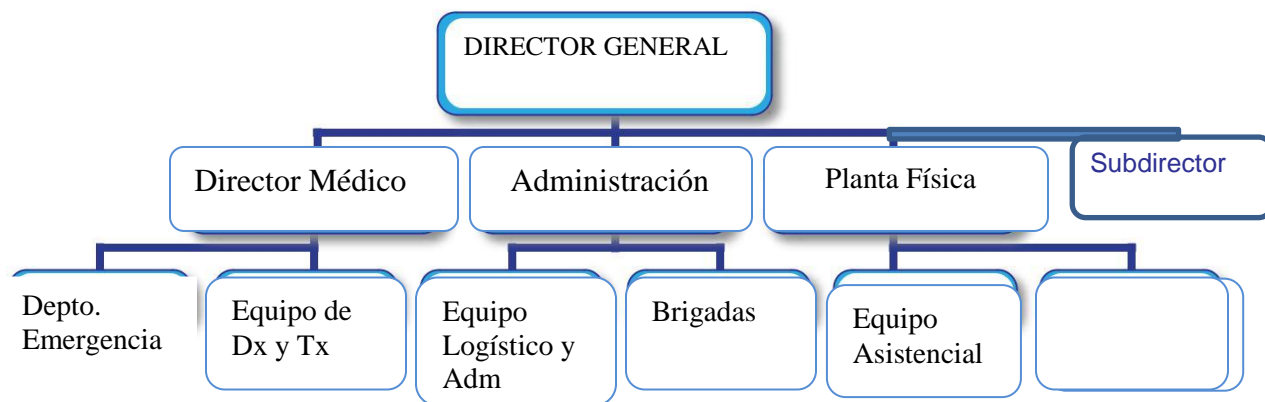 DIRECTOR GENERAL
Director Médico
Administración
Planta Física
Subdirector
Depto.
Emergencia
Equipo de
Dx y Tx
Equipo
Logístico y
Adm
Brigadas
Equipo
Asistencial